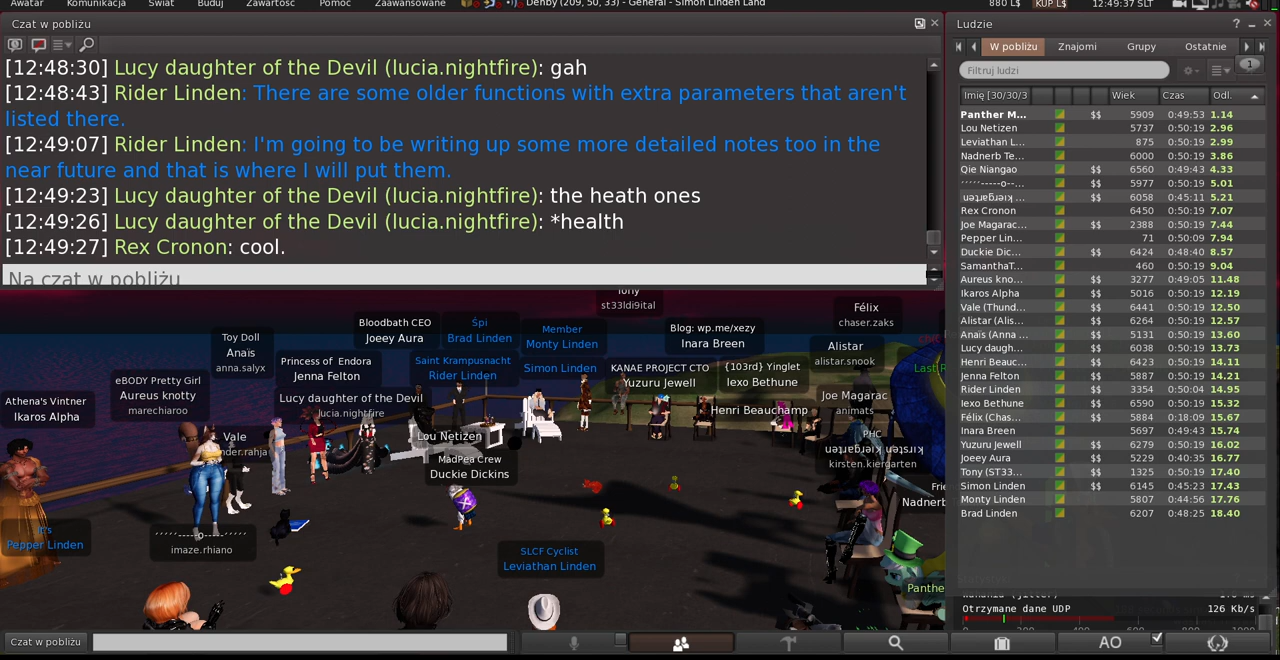 Awatar Komunikacja Świat Buduj Zawartość Pomoc Zaawansowane Denby (209, 50, 33) - General - Simon Linden Land 880 L$ KUP L$ 12:49:37 SLT
Czat w pobliżu
[12:48:30] Lucy daughter of the Devil (lucia.nightfire): gah
[12:48:43] Rider Linden: There are some older functions with extra parameters that aren't
listed there.
[12:49:07] Rider Linden: I'm going to be writing up some more detailed notes too in the
near future and that is where I will put them.
[12:49:23] Lucy daughter of the Devil (lucia.nightfire): the heath ones
[12:49:26] Lucy daughter of the Devil (lucia.nightfire): *health
[12:49:27] Rex Cronon: cool.
Na czat w pobliżu
Tony
st33ldi9ital
Félix
chaser.zaks
Bloodbath CEO
Joeey Aura
Śpi
Brad Linden
Member
Monty Linden
Blog: wp.me/xezy
Inara Breen
Toy Doll
Anaïs
anna.salyx
Alistar
alistar.snook
Princess of Endora
Jenna Felton
Saint Krampusnacht
Rider Linden
Simon Linden
KANAE PROJECT CTO
Yuzuru Jewell
{103rd} Yinglet
Iexo Bethune
eBODY Pretty Girl
Aureus knotty
marechiaroo
Athena's Vintner
Ikaros Alpha
Lucy daughter of the Devil
lucia.nightfire
Joe Magarac
animats
Henri Beauchamp
Vale
Lou Netizen
PHC
kirsten.kiergarten
MadPea Crew
Duckie Dickins
Nadnerb
Pepper Linden
imaze.rhiano
SLCF Cyclist
Leviathan Linden
Panthe
Czat w pobliżu
AO
Ludzie
W pobliżu Znajomi Grupy Ostatnie
Filtruj ludzi
1
Imię [30/30/3 Wiek Czas Odl.
Panther M... $$ 5909 0:49:53 1.14
Lou Netizen 5737 0:50:19 2.96
Leviathan L... 875 0:50:19 2.99
Nadnerb Te... 6000 0:50:19 3.86
Qie Niangao $$ 6560 0:49:43 4.33
´´´´´-----o--... $$ 5977 0:50:19 5.01
$$ 6058 0:45:11 5.21
Rex Cronon 6450 0:50:19 7.07
Joe Magarac... $$ 2388 0:50:19 7.44
Pepper Lin... 71 0:50:09 7.94
Duckie Dic... $$ 6424 0:48:40 8.57
SamanthaT... 460 0:50:19 9.04
Aureus kno... $$ 3277 0:49:05 11.48
Ikaros Alpha $$ 5016 0:50:19 12.19
Vale (Thund... $$ 6441 0:50:19 12.50
Alistar (Alis... $$ 6264 0:50:19 12.57
Anaïs (Anna ... $$ 5131 0:50:19 13.60
Lucy daugh... $$ 6038 0:50:19 13.73
Henri Beauc... $$ 6423 0:50:19 14.11
Jenna Felton $$ 5887 0:50:19 14.21
Rider Linden $$ 3354 0:50:04 14.95
Iexo Bethune $$ 6590 0:50:19 15.32
Félix (Chas... $$ 5884 0:18:09 15.67
Inara Breen 5697 0:49:43 15.74
Yuzuru Jewell $$ 6279 0:50:19 16.02
Joeey Aura $$ 5229 0:40:35 16.77
Tony (ST33... $$ 1325 0:50:19 17.40
Simon Linden $$ 6145 0:45:23 17.43
Monty Linden 5807 0:44:56 17.76
Brad Linden 6207 0:48:25 18.40
Otrzymane dane UDP 126 Kb/s